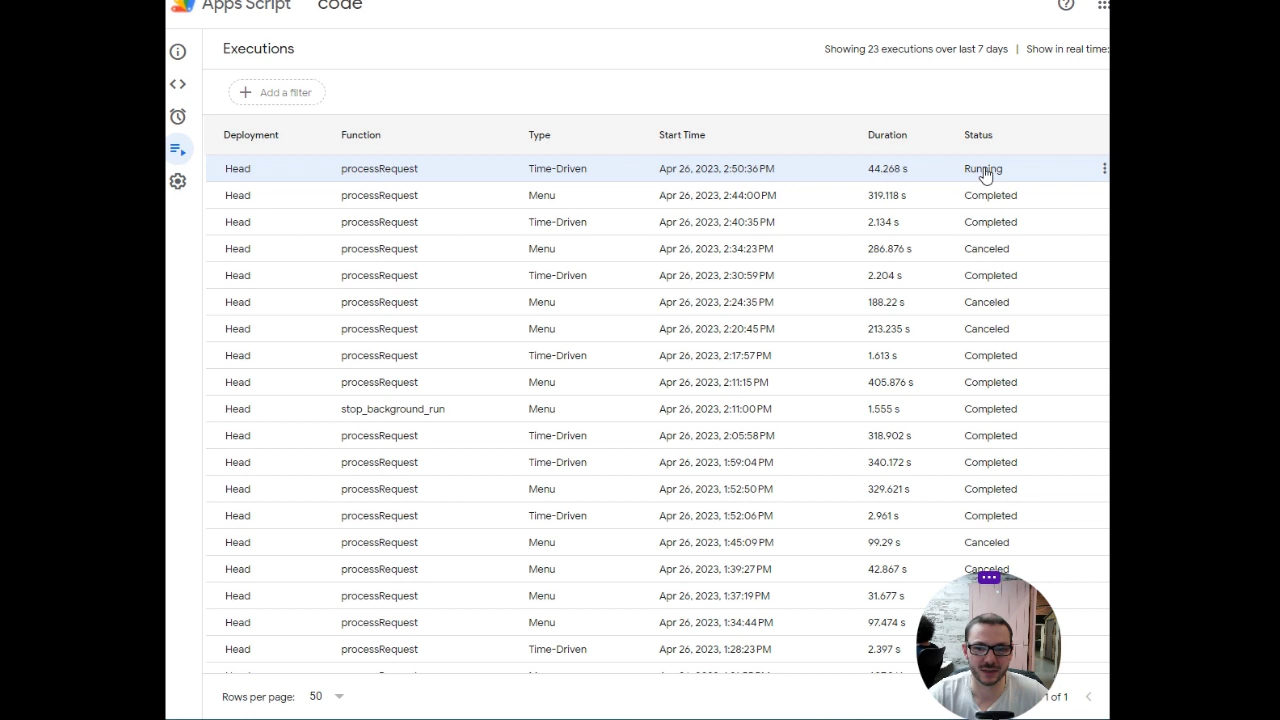 Apps Script code
Executions Showing 23 executions over last 7 days | Show in real time:
Add a filter
Deployment Function Type Start Time Duration Status
Head processRequest Time-Driven Apr 26, 2023, 2:50:36 PM 44.268 s Running
Head processRequest Menu Apr 26, 2023, 2:44:00 PM 319.118 s Completed
Head processRequest Time-Driven Apr 26, 2023, 2:40:35 PM 2.134 s Completed
Head processRequest Menu Apr 26, 2023, 2:34:23 PM 286.876 s Canceled
Head processRequest Time-Driven Apr 26, 2023, 2:30:59 PM 2.204 s Completed
Head processRequest Menu Apr 26, 2023, 2:24:35 PM 188.22 s Canceled
Head processRequest Menu Apr 26, 2023, 2:20:45 PM 213.235 s Canceled
Head processRequest Time-Driven Apr 26, 2023, 2:17:57 PM 1.613 s Completed
Head processRequest Menu Apr 26, 2023, 2:11:15 PM 405.876 s Completed
Head stop_background_run Menu Apr 26, 2023, 2:11:00 PM 1.555 s Completed
Head processRequest Time-Driven Apr 26, 2023, 2:05:58 PM 318.902 s Completed
Head processRequest Time-Driven Apr 26, 2023, 1:59:04 PM 340.172 s Completed
Head processRequest Menu Apr 26, 2023, 1:52:50 PM 329.621 s Completed
Head processRequest Time-Driven Apr 26, 2023, 1:52:06 PM 2.961 s Completed
Head processRequest Menu Apr 26, 2023, 1:45:09 PM 99.29 s Canceled
Head processRequest Menu Apr 26, 2023, 1:39:27 PM 42.867 s Canceled
Head processRequest Menu Apr 26, 2023, 1:37:19 PM 31.677 s
Head processRequest Menu Apr 26, 2023, 1:34:44 PM 97.474 s
Head processRequest Time-Driven Apr 26, 2023, 1:28:23 PM 2.397 s
Rows per page: 50 1 of 1